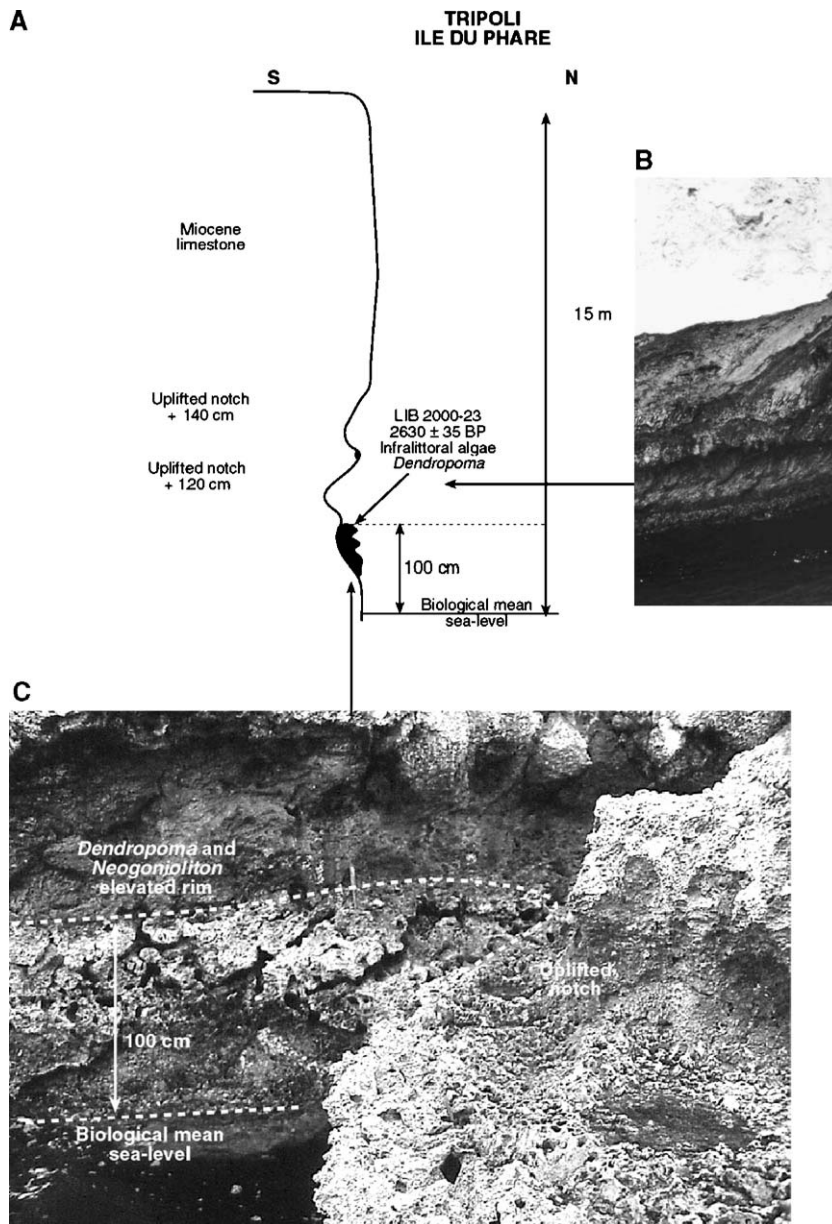 A
TRIPOLI
ILE DU PHARE
S
N
B
Miocene
limestone
15 m
Uplifted notch
+ 140 cm
LIB 2000-23
2630 ± 35 BP
Infralittoral algae
Dendropoma
Uplifted notch
+ 120 cm
100 cm
Biological mean
sea-level
C
Dendropoma and
Neogonioliton
elevated rim
Uplifted
notch
100 cm
Biological mean
sea-level